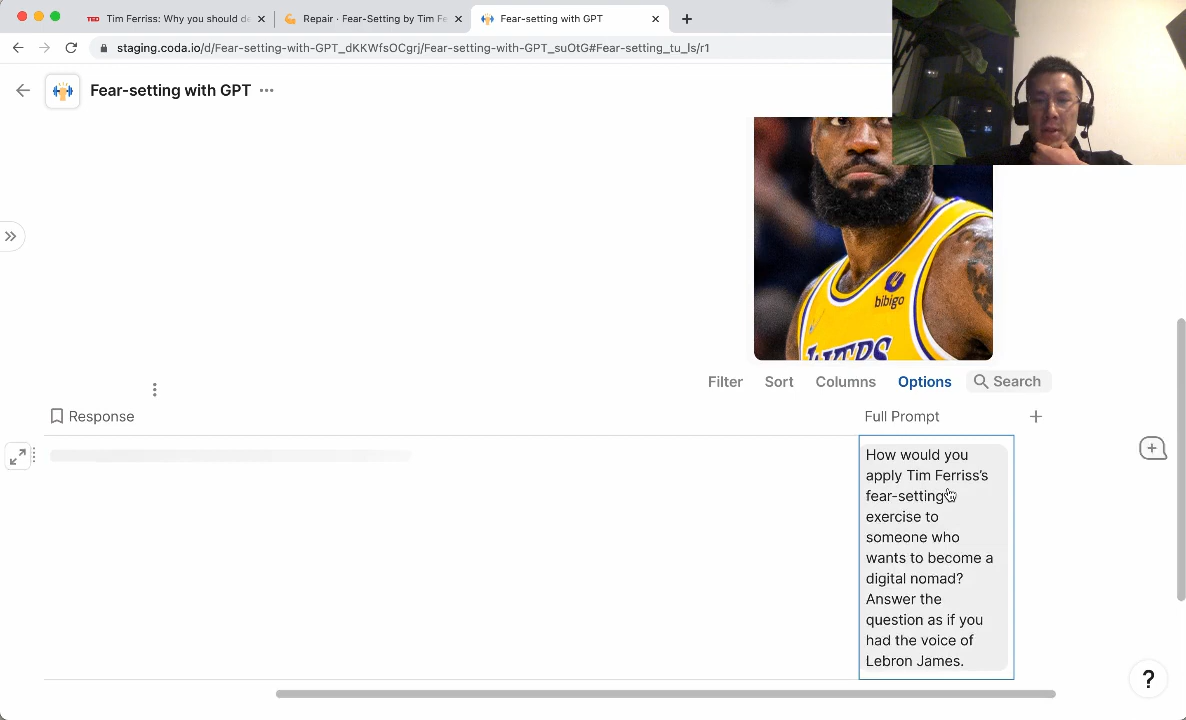 TED Tim Ferriss: Why you should de
Repair · Fear-Setting by Tim Fe
Fear-setting with GPT
staging.coda.io/d/Fear-setting-with-GPT_dKKWfsOCgrj/Fear-setting-with-GPT_suOtG#Fear-setting_tu_ls/r1
Fear-setting with GPT
bibigo
LAKERS
Filter Sort Columns Options Search
Response
Full Prompt
How would you
apply Tim Ferriss's
fear-setting
exercise to
someone who
wants to become a
digital nomad?
Answer the
question as if you
had the voice of
Lebron James.
?